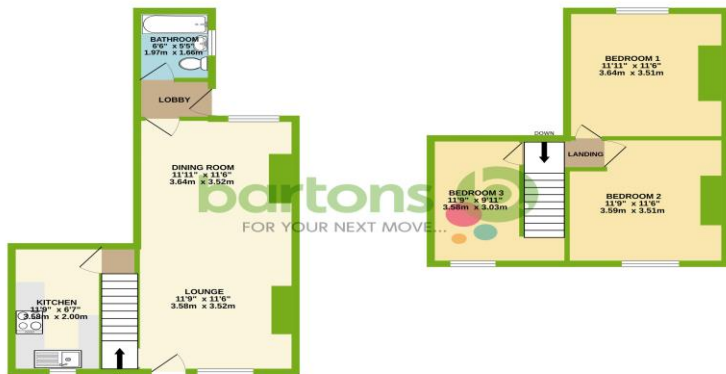 BATHROOM
6'6" x 5'5"
1.97m x 1.66m
LOBBY
DINING ROOM
11'11" x 11'6"
3.64m x 3.52m
KITCHEN
11'9" x 6'7"
3.58m x 2.00m
LOUNGE
11'9" x 11'6"
3.58m x 3.52m
BEDROOM 1
11'11" x 11'6"
3.64m x 3.51m
DOWN
LANDING
BEDROOM 3
11'9" x 9'11"
3.58m x 3.03m
BEDROOM 2
11'9" x 11'6"
3.59m x 3.51m
bartons
FOR YOUR NEXT MOVE...